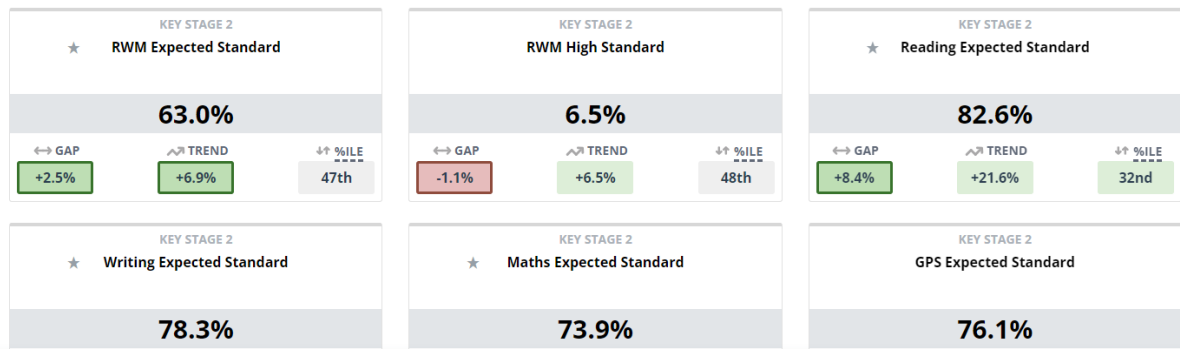 KEY STAGE 2
★ RWM Expected Standard
63.0%
GAP TREND %ILE
+2.5% +6.9% 47th
KEY STAGE 2
RWM High Standard
6.5%
GAP TREND %ILE
-1.1% +6.5% 48th
KEY STAGE 2
★ Reading Expected Standard
82.6%
GAP TREND %ILE
+8.4% +21.6% 32nd
KEY STAGE 2
★ Writing Expected Standard
78.3%
KEY STAGE 2
★ Maths Expected Standard
73.9%
KEY STAGE 2
GPS Expected Standard
76.1%